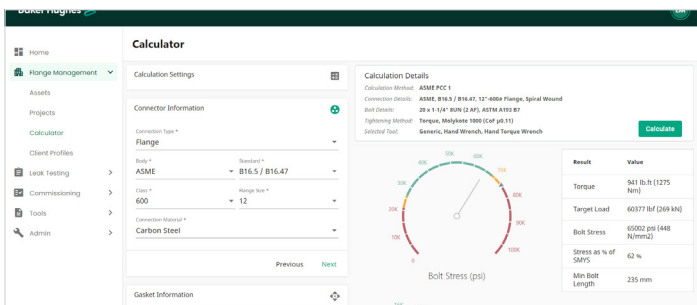 Baker Hughes
Calculator
Home
Flange Management
Assets
Projects
Calculator
Client Profiles
Leak Testing
Commissioning
Tools
Admin
Calculation Settings
Connector Information
Connection Type *
Flange
Body *
Standard *
ASME
B16.5 / B16.47
Class *
Flange Size *
600
12
Connection Material *
Carbon Steel
Previous
Next
Gasket Information
Calculation Details
Calculation Method: ASME PCC 1
Connection Details: ASME, B16.5 / B16.47, 12"-600# Flange, Spiral Wound
Bolt Details: 20 x 1-1/4" 8UN (2 AF), ASTM A193 B7
Tightening Method: Torque, Molykote 1000 (CoF µ0.11)
Selected Tool: Generic, Hand Wrench, Hand Torque Wrench
Calculate
0
10K
20K
30K
40K
50K
60K
70K
80K
90K
100K
Bolt Stress (psi)
Result Value
Torque 941 lb.ft (1275
Nm)
Target Load 60377 lbf (269 kN)
Bolt Stress 65002 psi (448
N/mm2)
Stress as % of
SMYS 62 %
Min Bolt
Length 235 mm